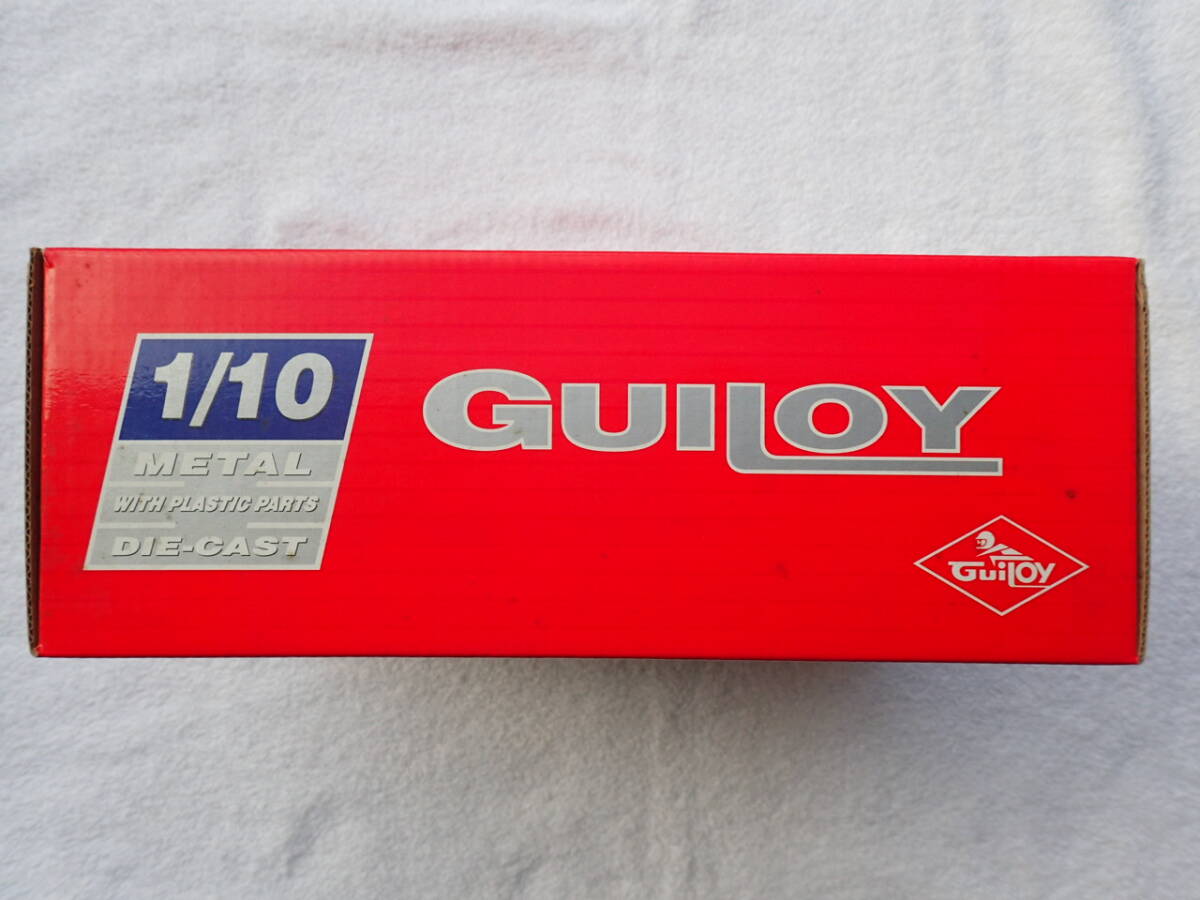 1/10
METAL
WITH PLASTIC PARTS
DIE-CAST
GUILOY
GUILOY